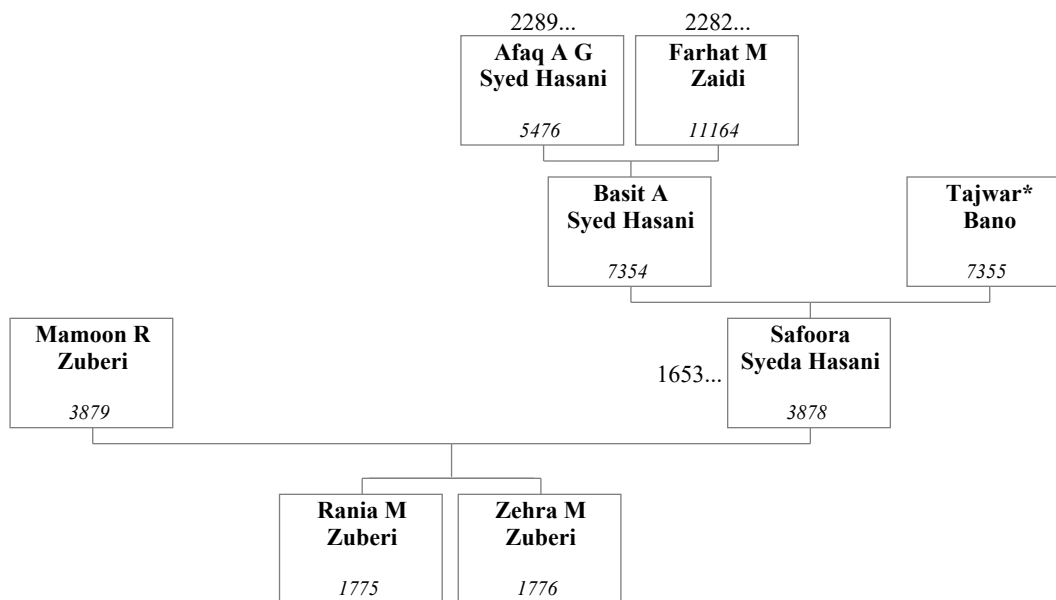 2289...
2282...
Afaq A G
Syed Hasani
5476
Farhat M
Zaidi
11164
Basit A
Syed Hasani
7354
Tajwar*
Bano
7355
Mamoon R
Zuberi
3879
1653...
Safoora
Syeda Hasani
3878
Rania M
Zuberi
1775
Zehra M
Zuberi
1776